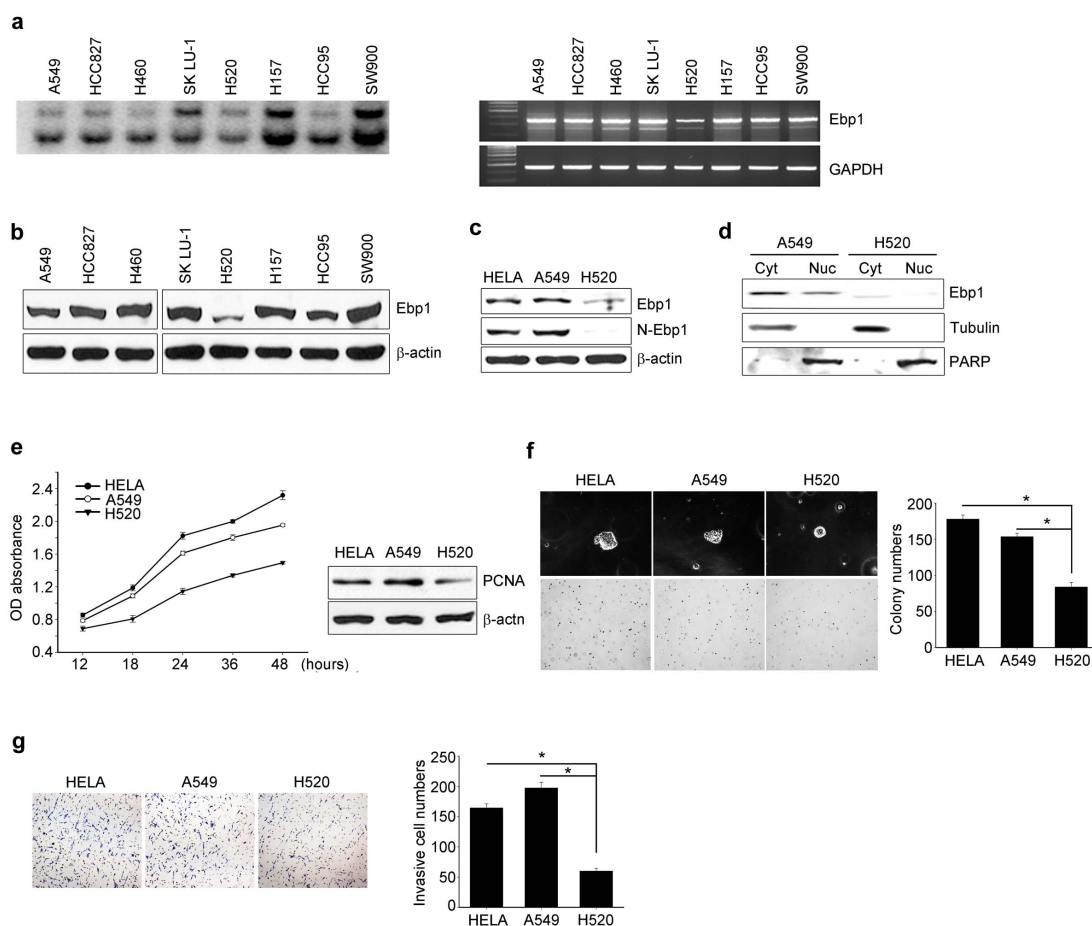 a
A549 HCC827 H460 SK LU-1 H520 H157 HCC95 SW900
A549 HCC827 H460 SK LU-1 H520 H157 HCC95 SW900
Ebp1
GAPDH
b
A549 HCC827 H460 SK LU-1 H520 H157 HCC95 SW900
Ebp1
β-actin
c
HELA A549 H520
Ebp1
N-Ebp1
β-actin
d
A549 H520
Cyt Nuc Cyt Nuc
Ebp1
Tubulin
PARP
e
OD absorbance
2.4
2.0
1.6
1.2
0.8
0.4
HELA
A549
H520
12 18 24 36 48 (hours)
HELA A549 H520
PCNA
β-actn
f
HELA A549 H520
Colony numbers
200
150
100
50
0
*
*
HELA A549 H520
g
HELA A549 H520
Invasive cell numbers
250
200
150
100
50
0
*
*
HELA A549 H520